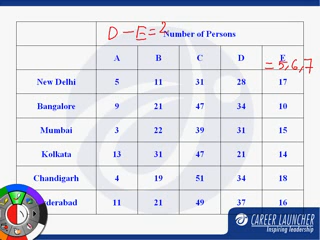 D - E = 2
Number of Persons
A B C D E = 5,6,7
New Delhi 5 11 31 28 17
Bangalore 9 21 47 34 10
Mumbai 3 22 39 31 15
Kolkata 13 31 47 21 14
Chandigarh 4 19 51 34 18
derabad 11 21 49 37 16
CAREER LAUNCHER
Inspiring leadership